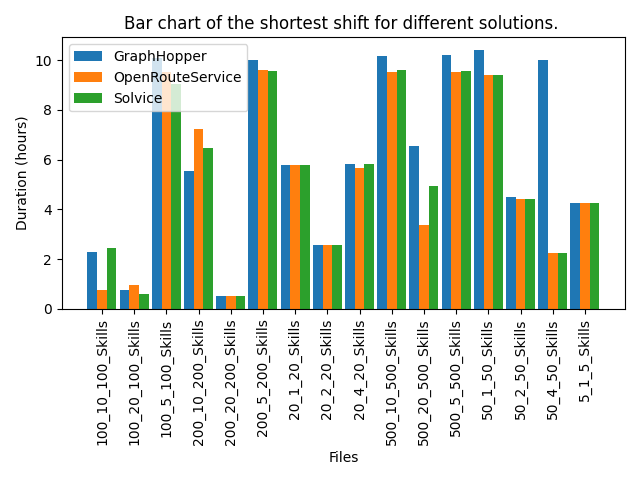 Bar chart of the shortest shift for different solutions.
GraphHopper
OpenRouteService
Solvice
Duration (hours)
10
8
6
4
2
0
100_10_100_Skills
100_20_100_Skills
100_5_100_Skills
200_10_200_Skills
200_20_200_Skills
200_5_200_Skills
20_1_20_Skills
20_2_20_Skills
20_4_20_Skills
500_10_500_Skills
500_20_500_Skills
500_5_500_Skills
50_1_50_Skills
50_2_50_Skills
50_4_50_Skills
5_1_5_Skills
Files